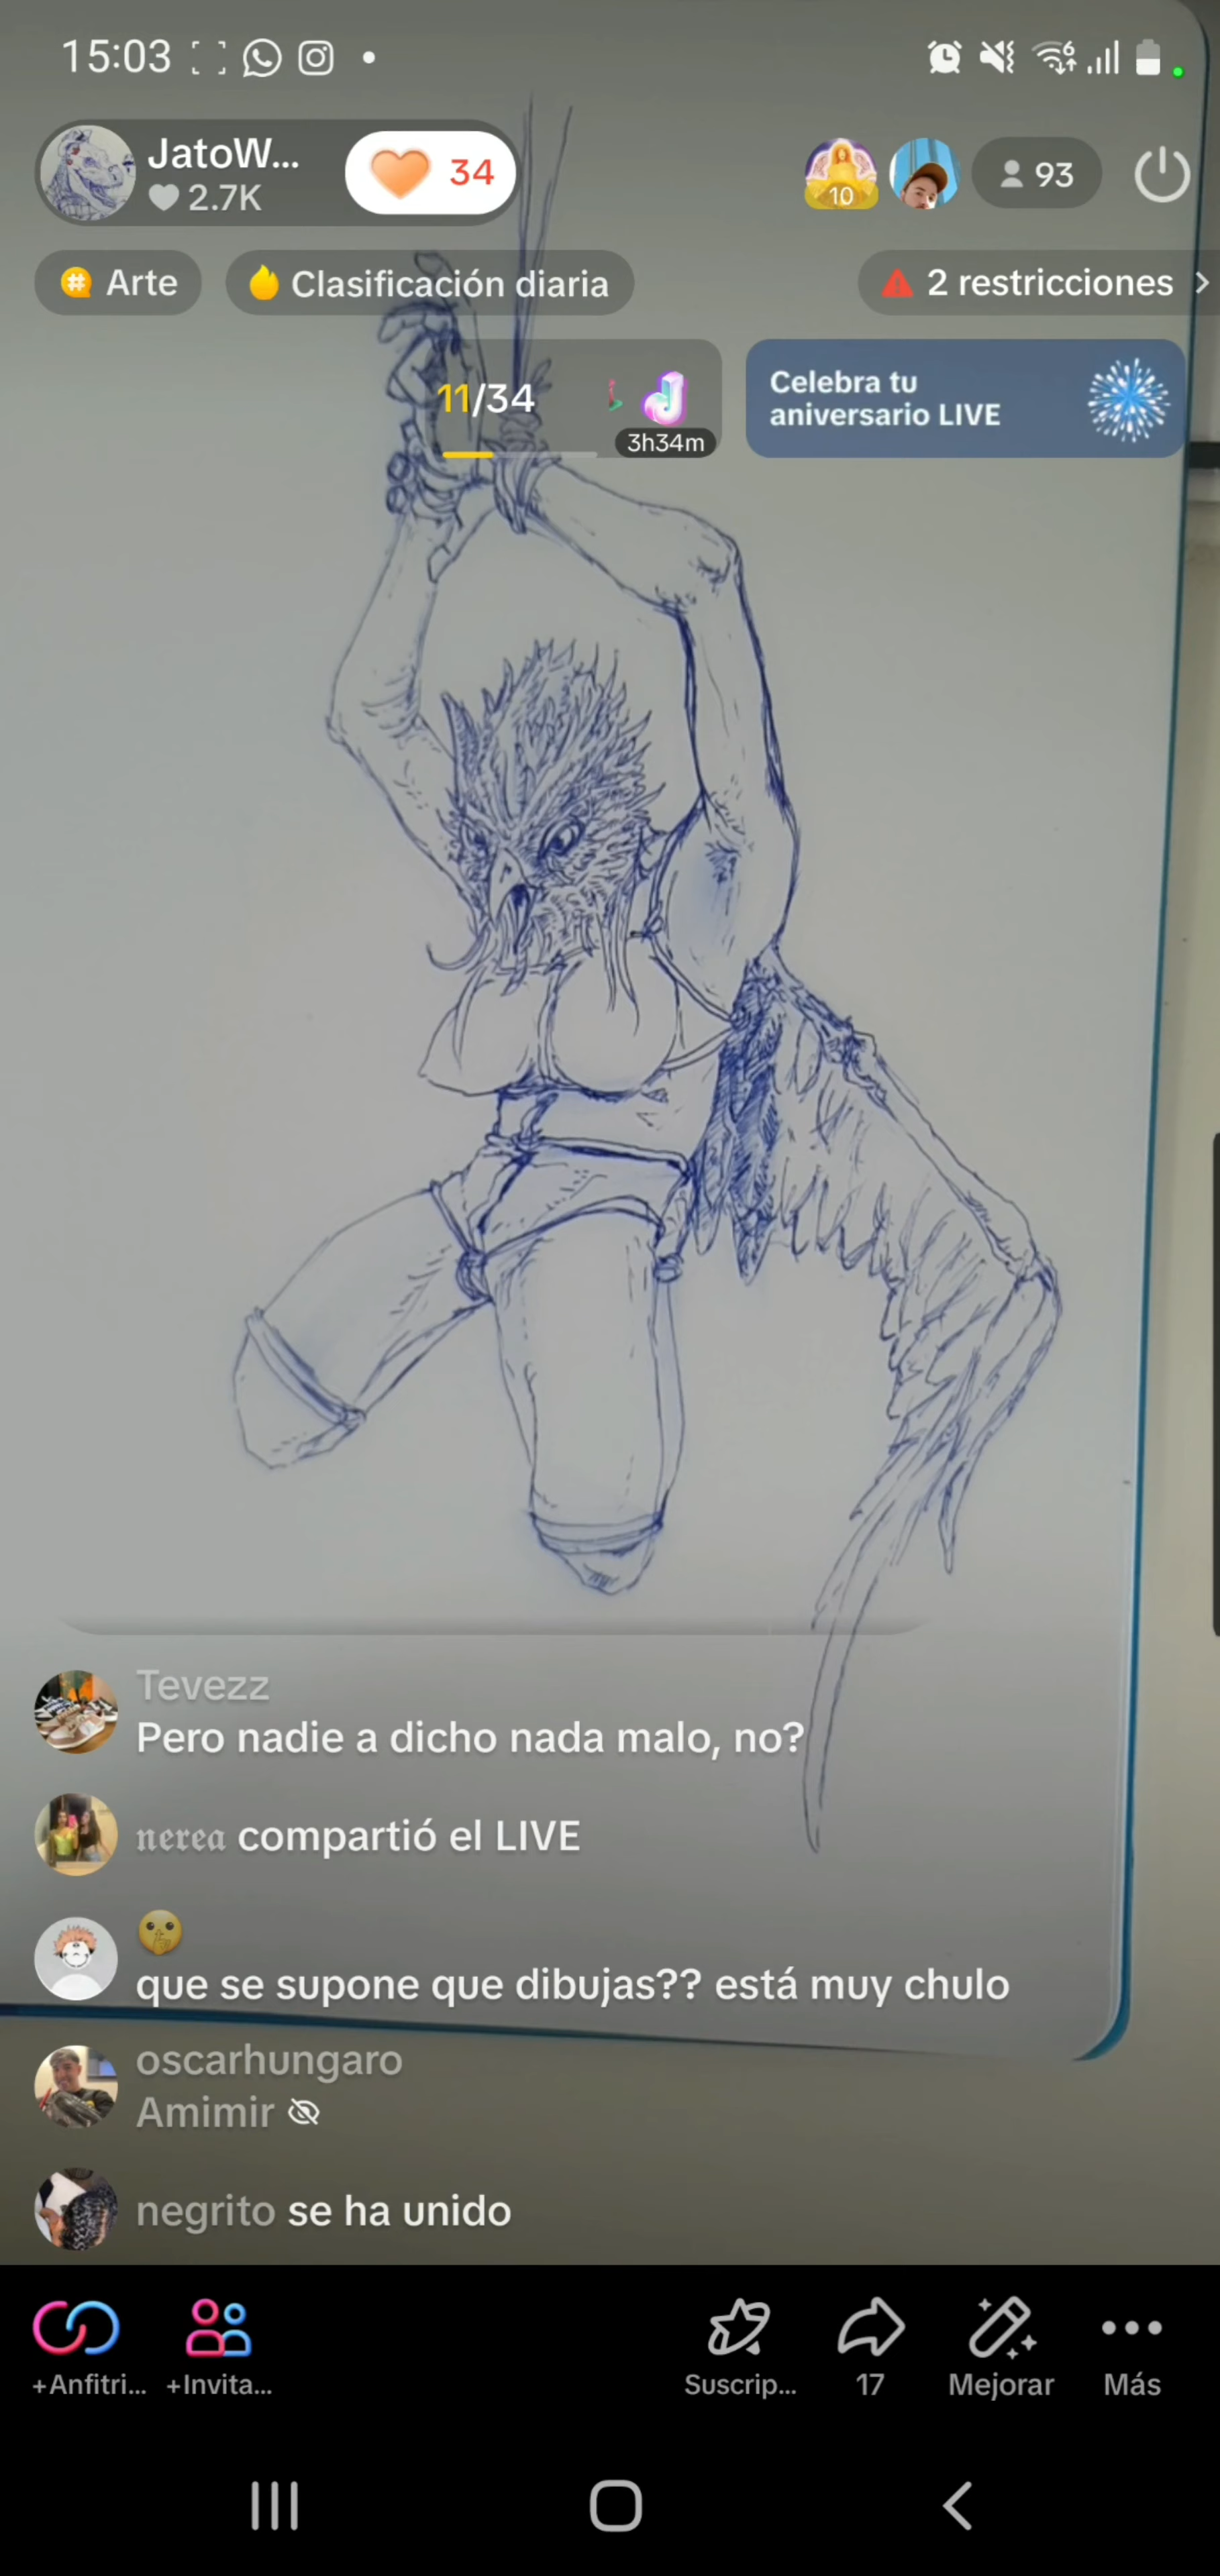 15:03
JatoW...
2.7K
34
10
93
Arte
Clasificación diaria
2 restricciones
11/34
3h34m
Celebra tu
aniversario LIVE
Tevezz
Pero nadie a dicho nada malo, no?
nerea compartió el LIVE
🤫
que se supone que dibujas?? está muy chulo
oscarhungaro
Amimir
negrito se ha unido
+Anfitri...
+Invita...
Suscrip...
17
Mejorar
Más